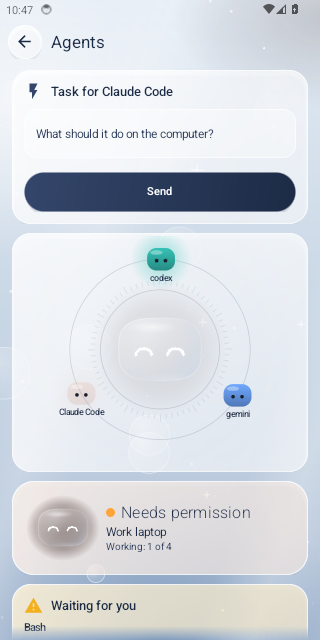 10:47
Agents
Task for Claude Code
What should it do on the computer?
Send
codex
Claude Code
gemini
Needs permission
Work laptop
Working: 1 of 4
Waiting for you
Bash